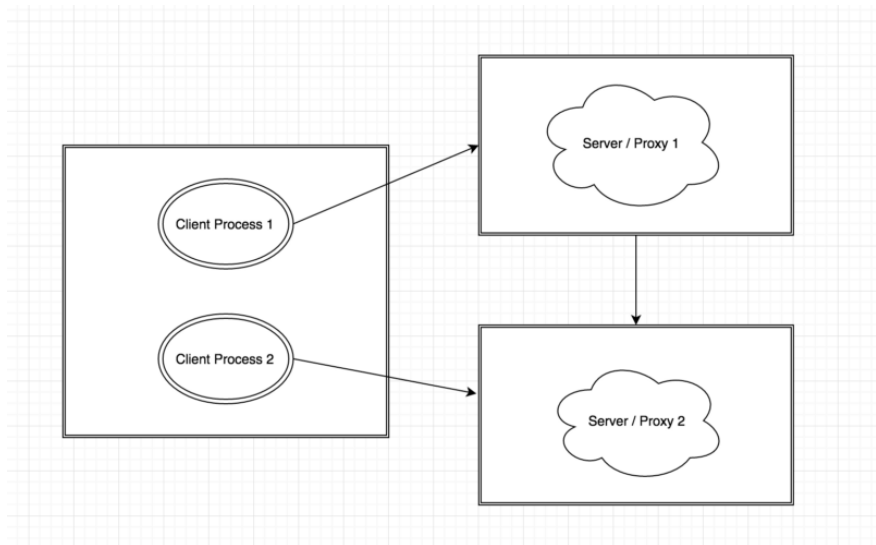 Client Process 1
Client Process 2
Server / Proxy 1
Server / Proxy 2